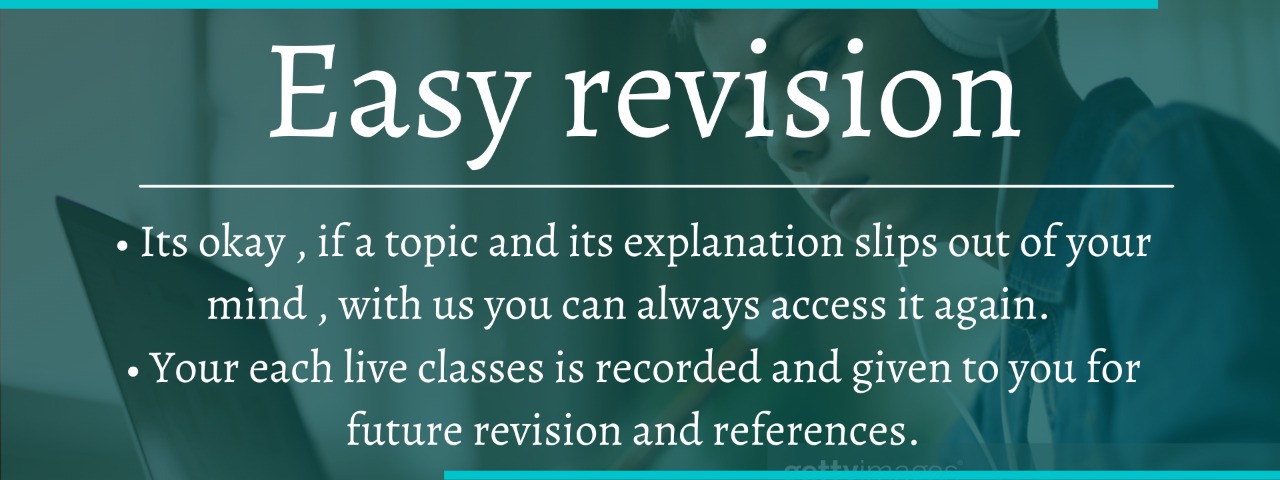 Easy revision
• Its okay , if a topic and its explanation slips out of your
mind , with us you can always access it again.
• Your each live classes is recorded and given to you for
future revision and references.
gettyimages